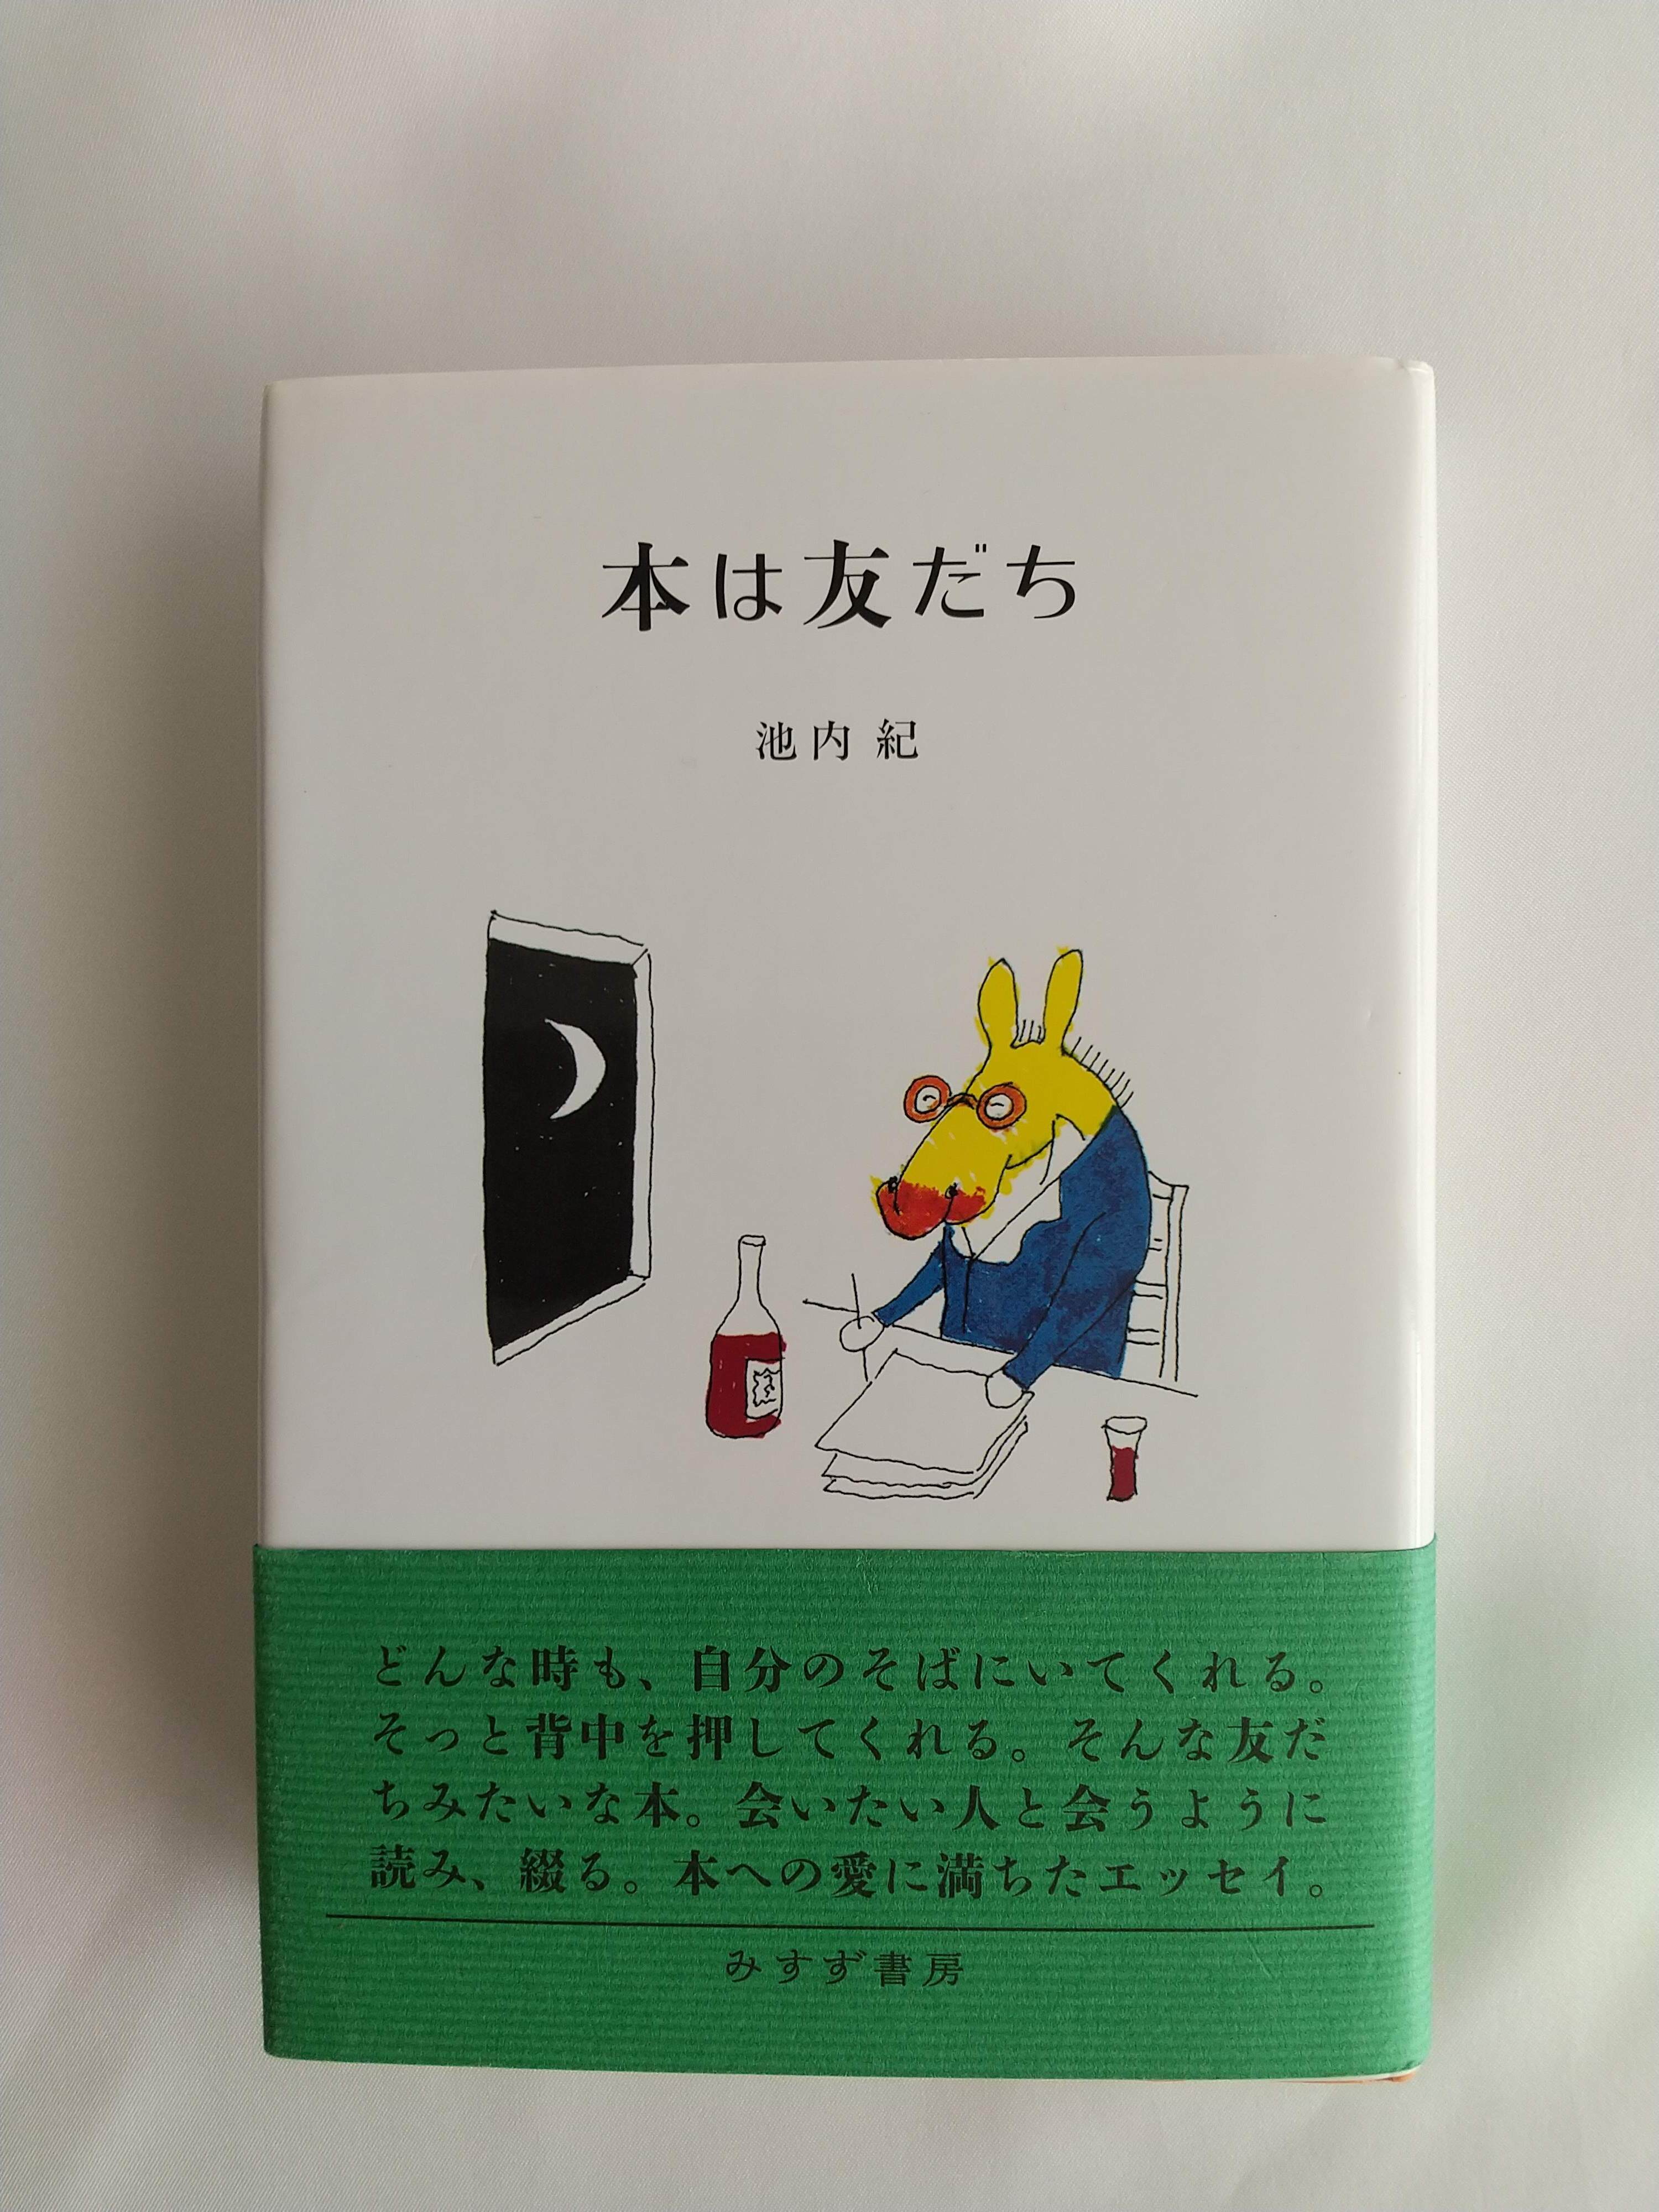 本は友だち
池内 紀
どんな時も、自分のそばにいてくれる。
そっと背中を押してくれる。そんな友だ
ちみたいな本。会いたい人と会うように
読み、綴る。本への愛に満ちたエッセイ。
みすず書房